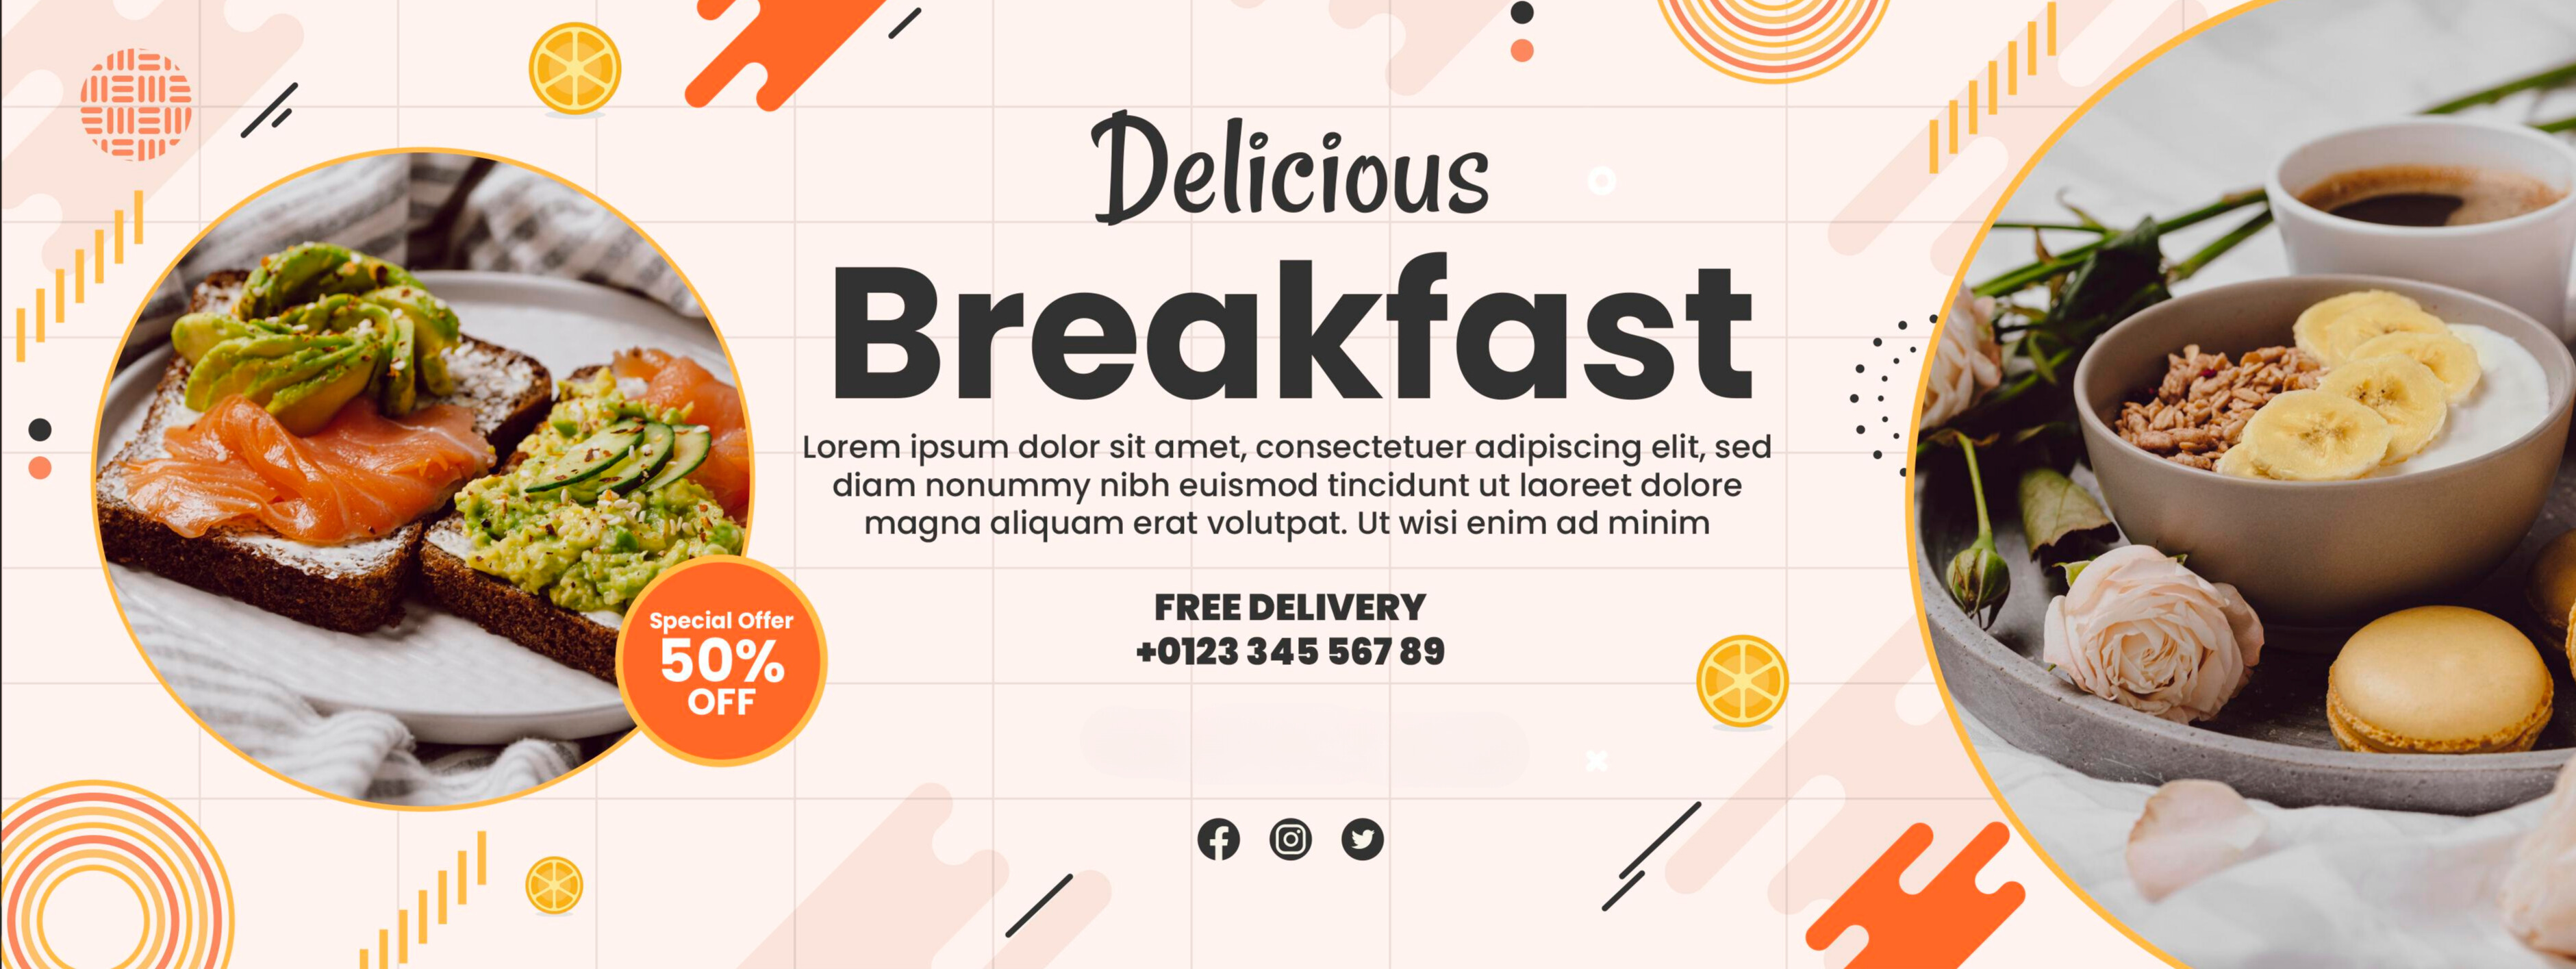 Delicious
Breakfast
Lorem ipsum dolor sit amet, consectetuer adipiscing elit, sed
diam nonummy nibh euismod tincidunt ut laoreet dolore
magna aliquam erat volutpat. Ut wisi enim ad minim
FREE DELIVERY
+0123 345 567 89
Special Offer
50%
OFF